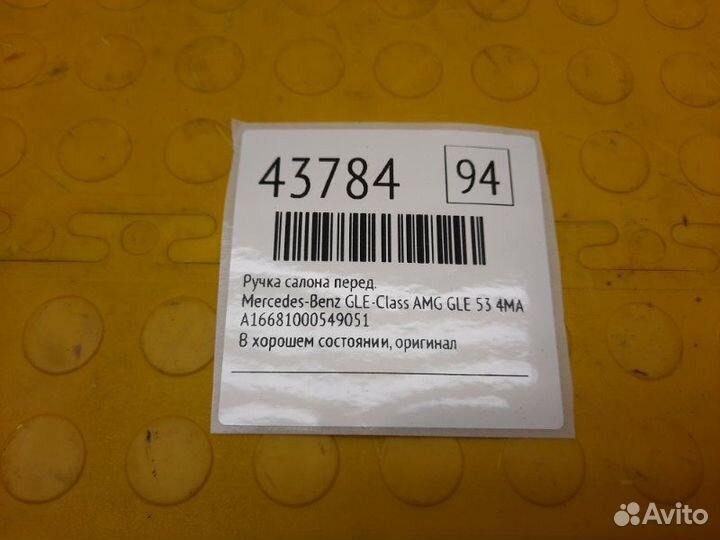 43784 94
Ручка салона перед.
Mercedes-Benz GLE-Class AMG GLE 53 4MA
A16681000549051
В хорошем состоянии, оригинал
Avito